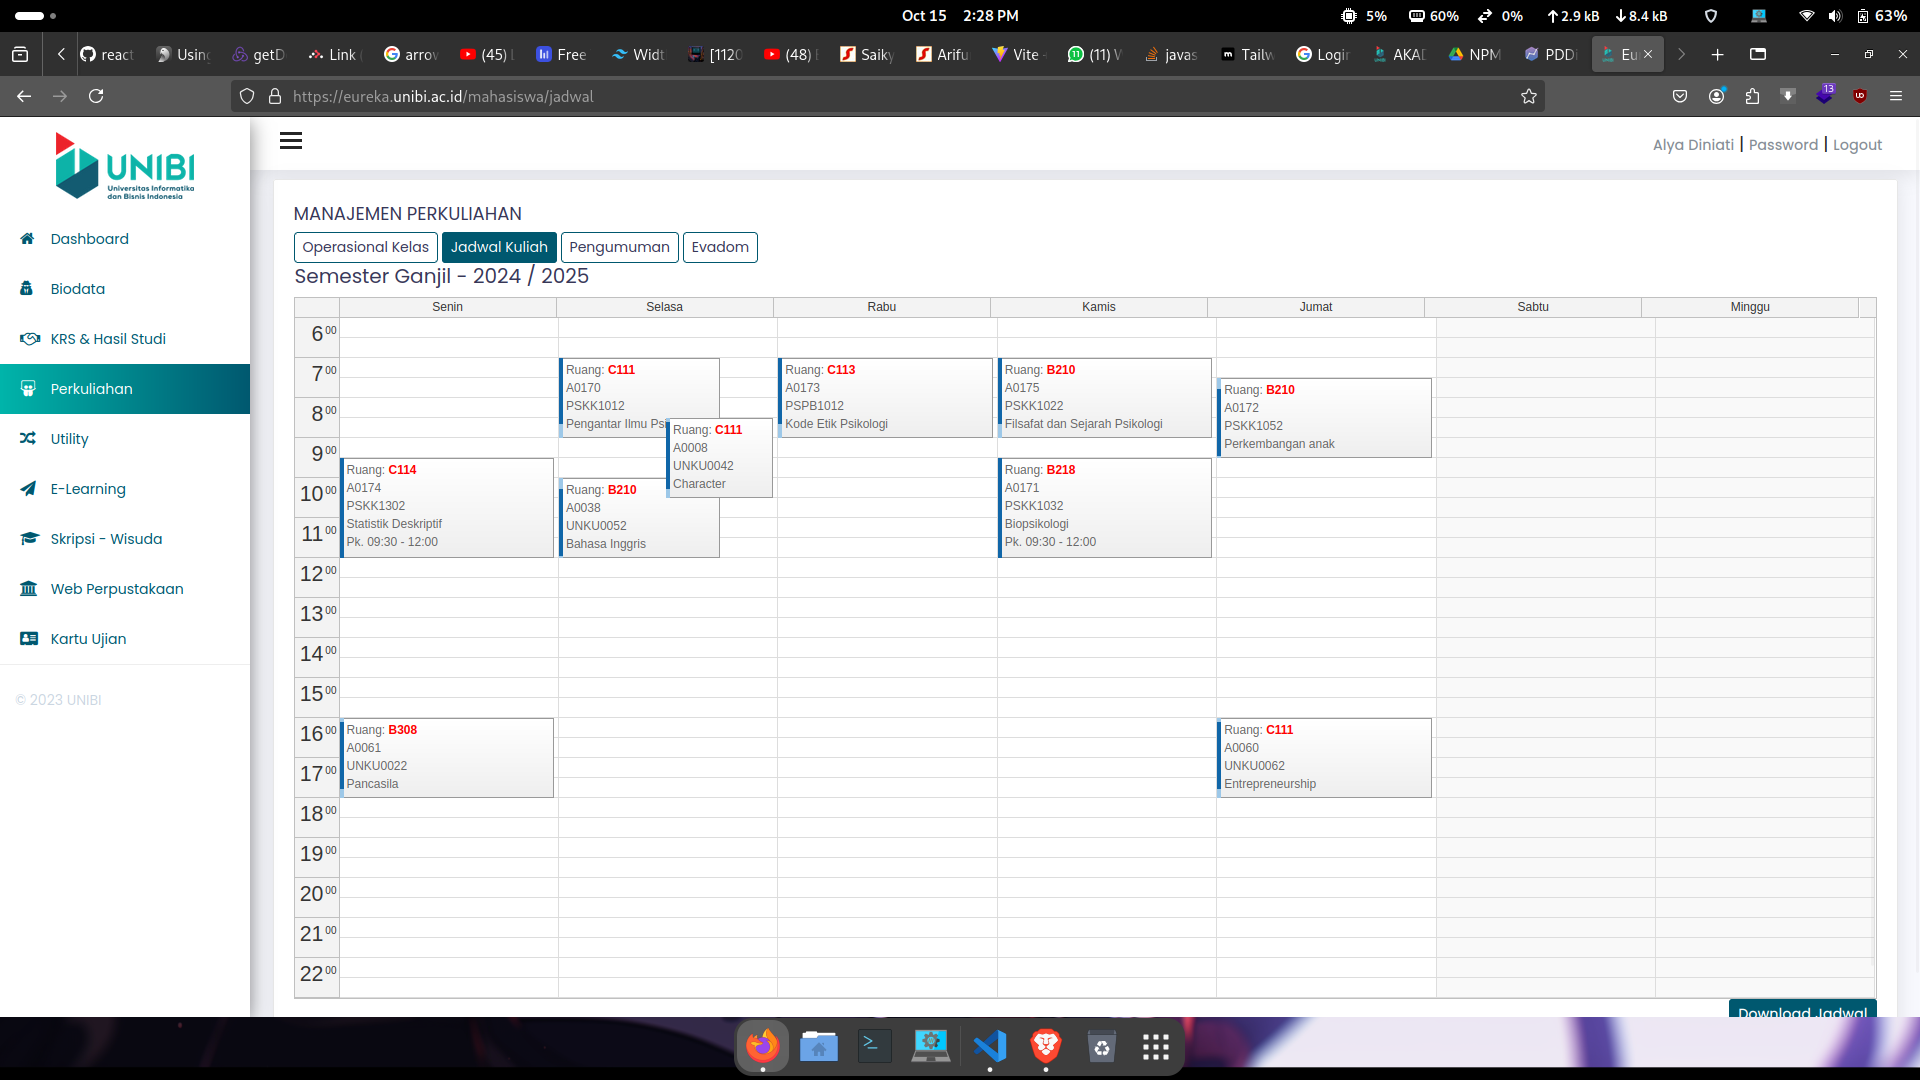 Oct 15 2:28 PM
5% 60% 0% 2.9 kB 8.4 kB 63%
react
Using
getD
Link
arrow
(45)
Free
Widt
[1120
(48)
Saiky
Arifu
Vite
(11)
javas
Tailw
Login
AKAD
NPM
PDDi
Eu
https://eureka.unibi.ac.id/mahasiswa/jadwal
13
UNIBI
Universitas Informatika
dan Bisnis Indonesia
Alya Diniati | Password | Logout
Dashboard
Biodata
KRS & Hasil Studi
Perkuliahan
Utility
E-Learning
Skripsi - Wisuda
Web Perpustakaan
Kartu Ujian
© 2023 UNIBI
MANAJEMEN PERKULIAHAN
Operasional Kelas Jadwal Kuliah Pengumuman Evadom
Semester Ganjil - 2024 / 2025
Senin Selasa Rabu Kamis Jumat Sabtu Minggu
6 00
7 00
8 00
9 00
10 00
11 00
12 00
13 00
14 00
15 00
16 00
17 00
18 00
19 00
20 00
21 00
22 00
Ruang: C114
A0174
PSKK1302
Statistik Deskriptif
Pk. 09:30 - 12:00
Ruang: B308
A0061
UNKU0022
Pancasila
Ruang: C111
A0170
PSKK1012
Pengantar Ilmu Psi
Ruang: C111
A0008
UNKU0042
Character
Ruang: B210
A0038
UNKU0052
Bahasa Inggris
Ruang: C113
A0173
PSPB1012
Kode Etik Psikologi
Ruang: B210
A0175
PSKK1022
Filsafat dan Sejarah Psikologi
Ruang: B218
A0171
PSKK1032
Biopsikologi
Pk. 09:30 - 12:00
Ruang: B210
A0172
PSKK1052
Perkembangan anak
Ruang: C111
A0060
UNKU0062
Entrepreneurship
Download Jadwal